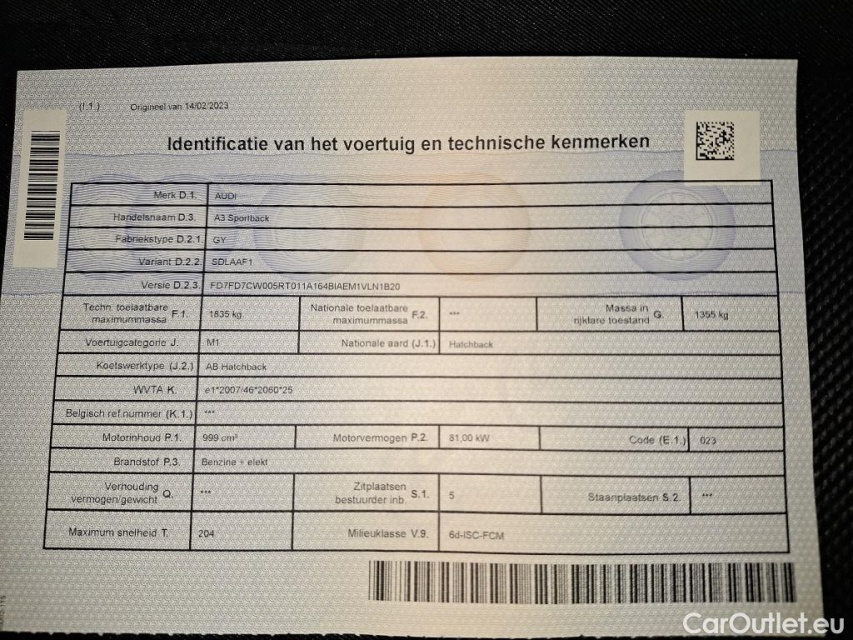 (I.1.) Origineel van 14/02/2023
Identificatie van het voertuig en technische kenmerken
Merk D.1. AUDI
Handelsnaam D.3. A3 Sportback
Fabriekstype D.2.1 GY
Variant D.2.2. SDLAAF1
Versie D.2.3. FD7FD7CW005RT011A164BIAEM1VLN1B20
Techn. toelaatbare maximummassa F.1. 1835 kg Nationale toelaatbare maximummassa F.2. *** Massa in rijklare toestand G. 1355 kg
Voertuigcategorie J. M1 Nationale aard (J.1.) Hatchback
Koetswerktype (J.2.) AB Hatchback
WVTA K. e1*2007/46*2060*25
Belgisch ref.nummer (K.1.) ***
Motorinhoud P.1. 999 cm³ Motorvermogen P.2. 81,00 kW Code (E.1.) 023
Brandstof P.3. Benzine + elekt
Verhouding vermogen/gewicht Q. *** Zitplaatsen bestuurder inb. S.1. 5 Staanplaatsen S.2. ***
Maximum snelheid T. 204 Milieuklasse V.9. 6d-ISC-FCM
CarOutlet.eu